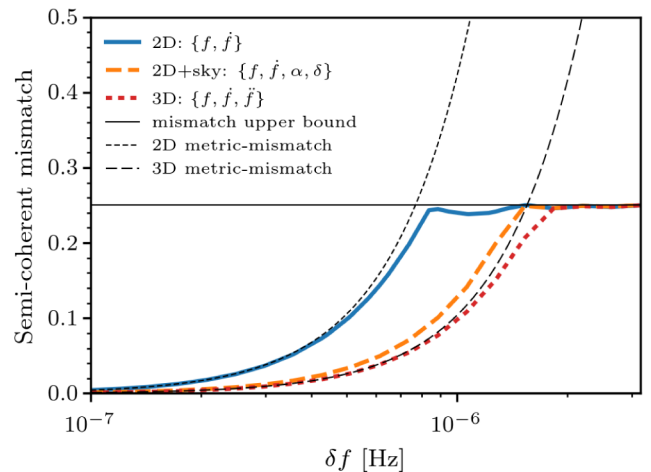 Semi-coherent mismatch
0.5
0.4
0.3
0.2
0.1
0.0
2D: {f, ḟ}
2D+sky: {f, ḟ, α, δ}
3D: {f, ḟ, f̈}
mismatch upper bound
2D metric-mismatch
3D metric-mismatch
10⁻⁷
10⁻⁶
δf [Hz]